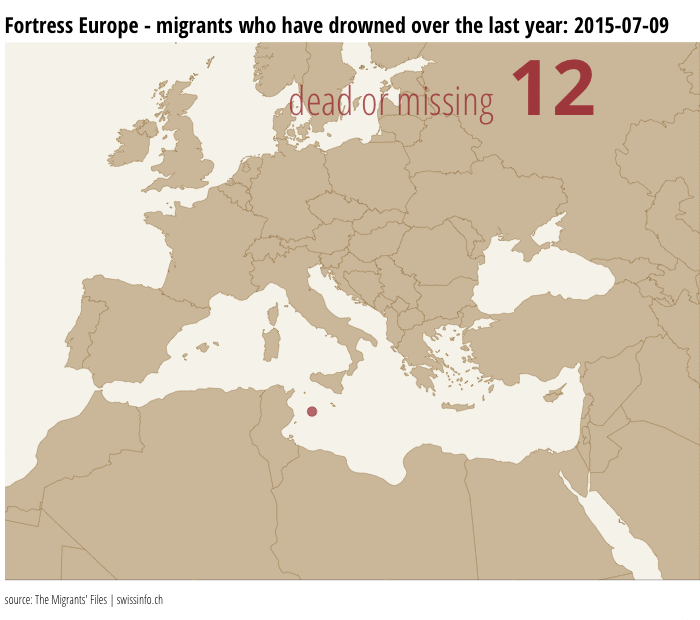 Fortress Europe - migrants who have drowned over the last year: 2015-07-09
dead or missing 12
source: The Migrants' Files | swissinfo.ch